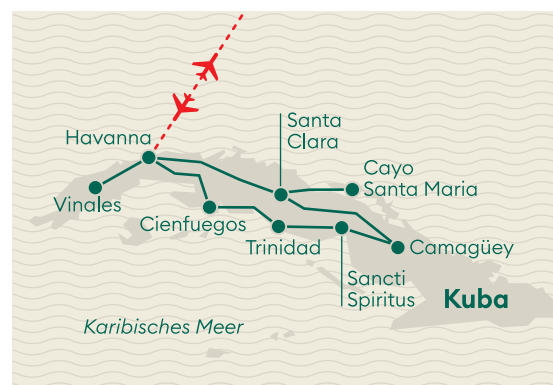 Santa
Clara
Havanna
Cayo
Santa Maria
Vinales
Cienfuegos
Trinidad
Camagüey
Sancti
Spiritus
Kuba
Karibisches Meer